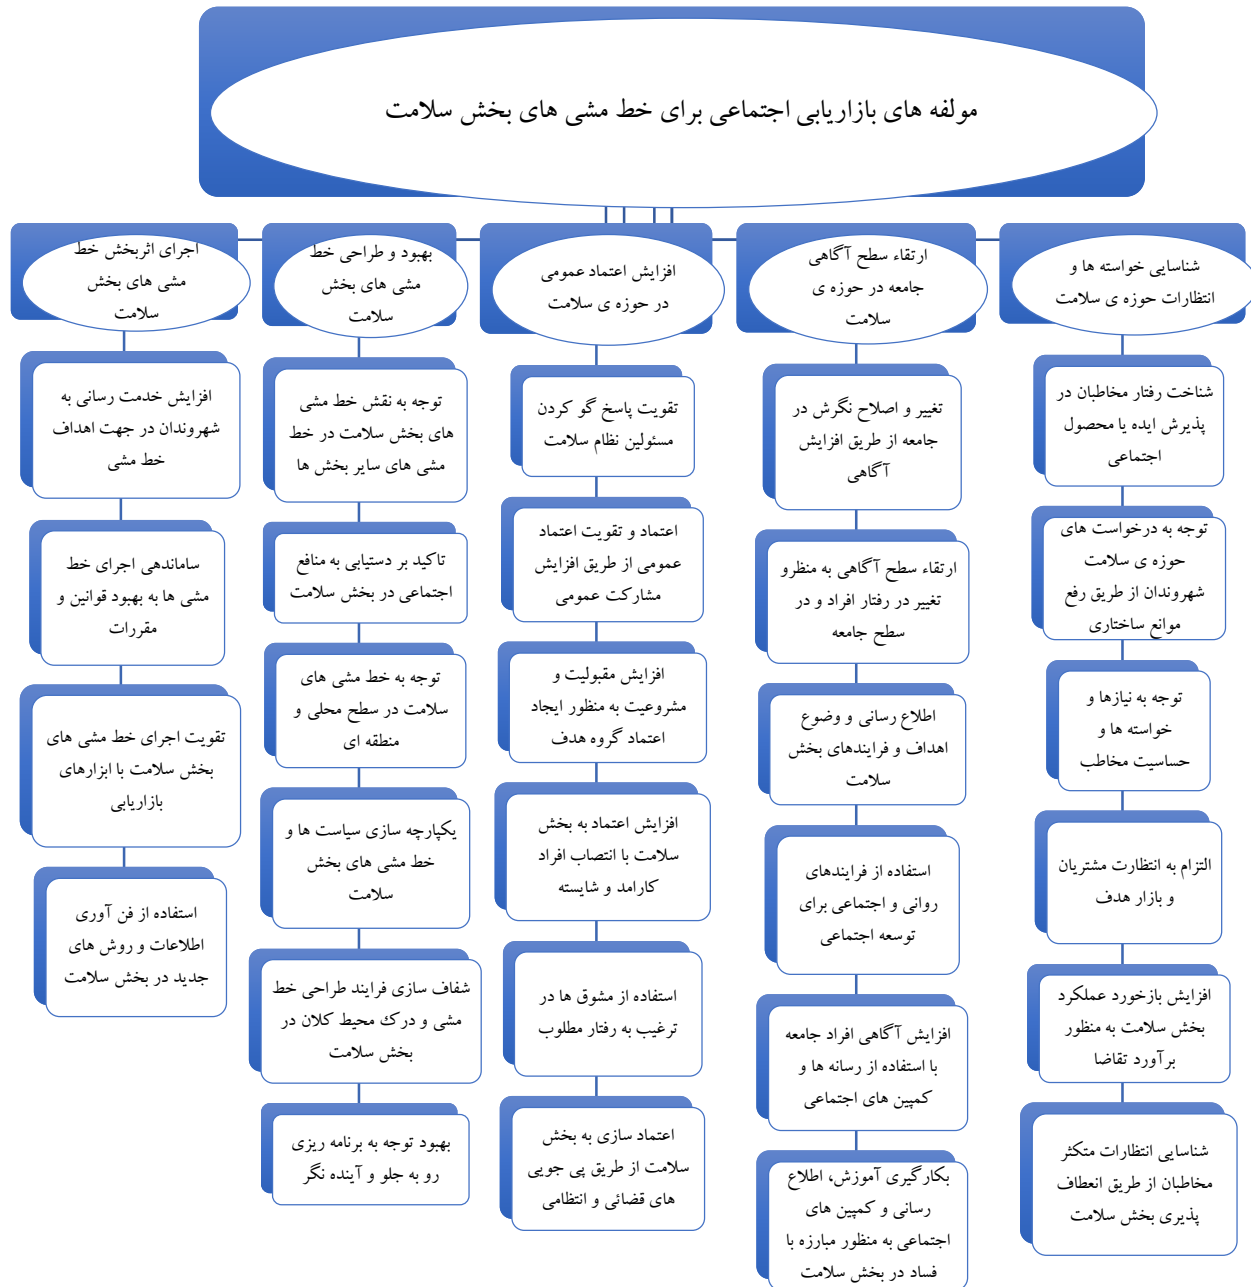 مولفه های بازاریابی اجتماعی برای خط مشی های بخش سلامت
شناسایی خواسته ها و
انتظارات حوزه ی سلامت
شناخت رفتار مخاطبان در
پذیرش ایده یا محصول
اجتماعی
توجه به درخواست های
حوزه ی سلامت
شهروندان از طریق رفع
موانع ساختاری
توجه به نیازها و
خواسته ها و
حساسیت مخاطب
التزام به انتظارت مشتریان
و بازار هدف
افزایش بازخورد عملکرد
بخش سلامت به منظور
برآورد تقاضا
شناسایی انتظارات متکثر
مخاطبان از طریق انعطاف
پذیری بخش سلامت
ارتقاء سطح آگاهی
جامعه در حوزه ی
سلامت
تغییر و اصلاح نگرش در
جامعه از طریق افزایش
آگاهی
ارتقاء سطح آگاهی به منظرو
تغییر در رفتار افراد و در
سطح جامعه
اطلاع رسانی و وضوع
اهداف و فرایندهای بخش
سلامت
استفاده از فرایندهای
روانی و اجتماعی برای
توسعه اجتماعی
افزایش آگاهی افراد جامعه
با استفاده از رسانه ها و
کمپین های اجتماعی
بکارگیری آموزش، اطلاع
رسانی و کمپین های
اجتماعی به منظور مبارزه با
فساد در بخش سلامت
افزایش اعتماد عمومی
در حوزه ی سلامت
تقویت پاسخ گو کردن
مسئولین نظام سلامت
اعتماد و تقویت اعتماد
عمومی از طریق افزایش
مشارکت عمومی
افزایش مقبولیت و
مشروعیت به منظور ایجاد
اعتماد گروه هدف
افزایش اعتماد به بخش
سلامت با انتصاب افراد
کارامد و شایسته
استفاده از مشوق ها در
ترغیب به رفتار مطلوب
اعتماد سازی به بخش
سلامت از طریق پی جویی
های قضائی و انتظامی
بهبود و طراحی خط
مشی های بخش
سلامت
توجه به نقش خط مشی
های بخش سلامت در خط
مشی های سایر بخش ها
تاکید بر دستیابی به منافع
اجتماعی در بخش سلامت
توجه به خط مشی های
سلامت در سطح محلی و
منطقه ای
یکپارچه سازی سیاست ها و
خط مشی های بخش
سلامت
شفاف سازی فرایند طراحی خط
مشی و درک محیط کلان در
بخش سلامت
بهبود توجه به برنامه ریزی
رو به جلو و آینده نگر
اجرای اثربخش خط
مشی های بخش
سلامت
افزایش خدمت رسانی به
شهروندان در جهت اهداف
خط مشی
ساماندهی اجرای خط
مشی ها به بهبود قوانین و
مقررات
تقویت اجرای خط مشی های
بخش سلامت با ابزارهای
بازاریابی
استفاده از فن آوری
اطلاعات و روش های
جدید در بخش سلامت